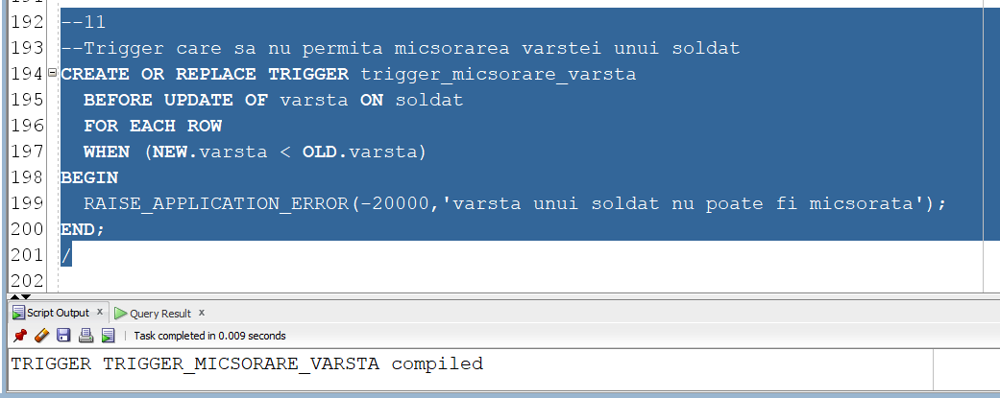 191
192 --11
193 --Trigger care sa nu permita micsorarea varstei unui soldat
194 CREATE OR REPLACE TRIGGER trigger_micsorare_varsta
195 BEFORE UPDATE OF varsta ON soldat
196 FOR EACH ROW
197 WHEN (NEW.varsta < OLD.varsta)
198 BEGIN
199 RAISE_APPLICATION_ERROR(-20000,'varsta unui soldat nu poate fi micsorata');
200 END;
201 /
202
Script Output x Query Result x
Task completed in 0.009 seconds
TRIGGER TRIGGER_MICSORARE_VARSTA compiled